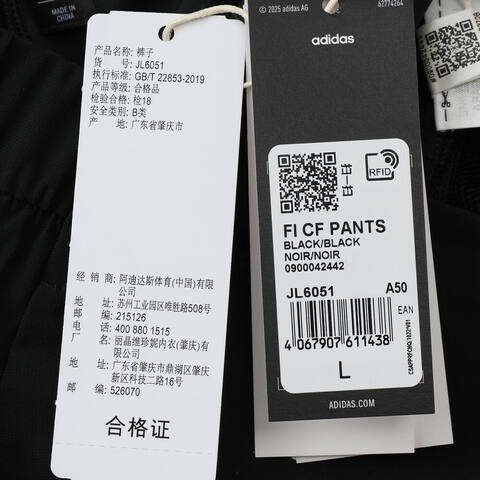 MADE IN
CHINA
产品名称: 裤子
货 号: JL6051
执行标准: GB/T 22853-2019
产品等级: 合格品
检验合格: 检18
安全类别: B类
产 地: 广东省肇庆市
经 销 商: 阿迪达斯体育(中国)有限
公司
地 址: 苏州工业园区唯胜路508号
邮 编: 215126
电 话: 400 880 1515
厂 名: 丽晶维珍妮内衣(肇庆)有
限公司
地 址: 广东省肇庆市鼎湖区肇庆
新区科技二路16号
邮 编: 526070
合格证
© 2025 adidas AG
62774264
adidas
RFID
FI CF PANTS
BLACK/BLACK
NOIR/NOIR
0900042442
JL6051 A50
EAN
4 067907 611438
L
ADIDAS.COM